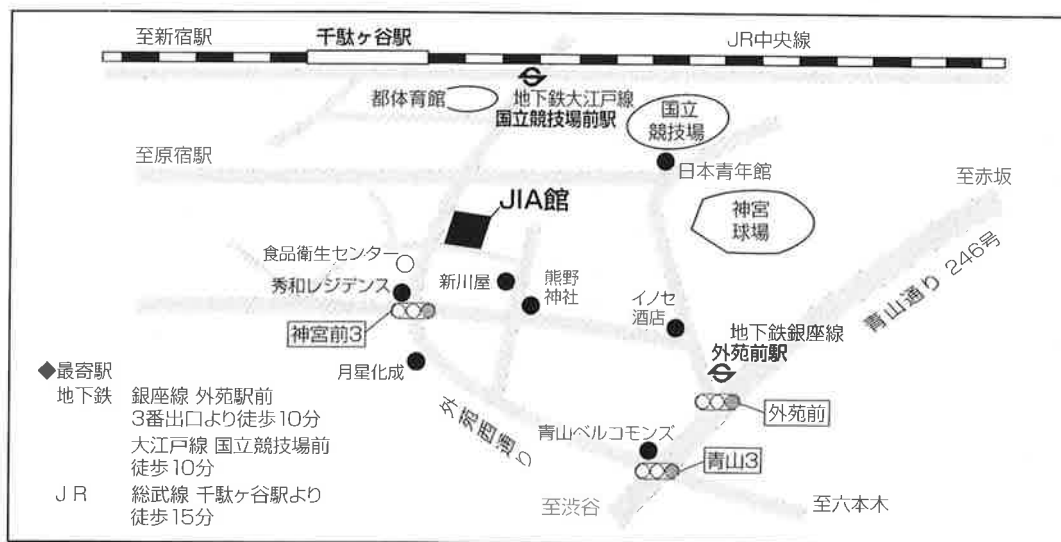 至新宿駅
千駄ヶ谷駅
JR中央線
都体育館
地下鉄大江戸線
国立競技場前駅
国立
競技場
至原宿駅
日本青年館
至赤坂
JIA館
神宮
球場
食品衛生センター
秀和レジデンス
新川屋
熊野
神社
イノセ
酒店
青山通り 246号
神宮前3
地下鉄銀座線
外苑前駅
月星化成
外苑前
外苑西通り
青山ベルコモンズ
青山3
至渋谷
至六本木
◆最寄駅
地下鉄 銀座線 外苑駅前
3番出口より徒歩10分
大江戸線 国立競技場前
徒歩10分
JR 総武線 千駄ヶ谷駅より
徒歩15分